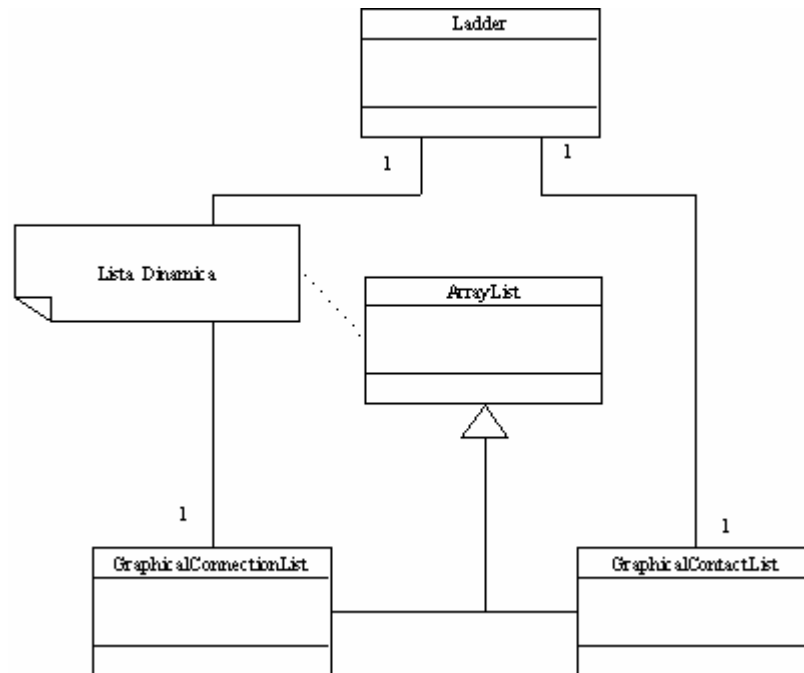 Ladder
1
1
Lista Dinamica
ArrayList
1
1
GraphicalConnectionList
GraphicalContactList